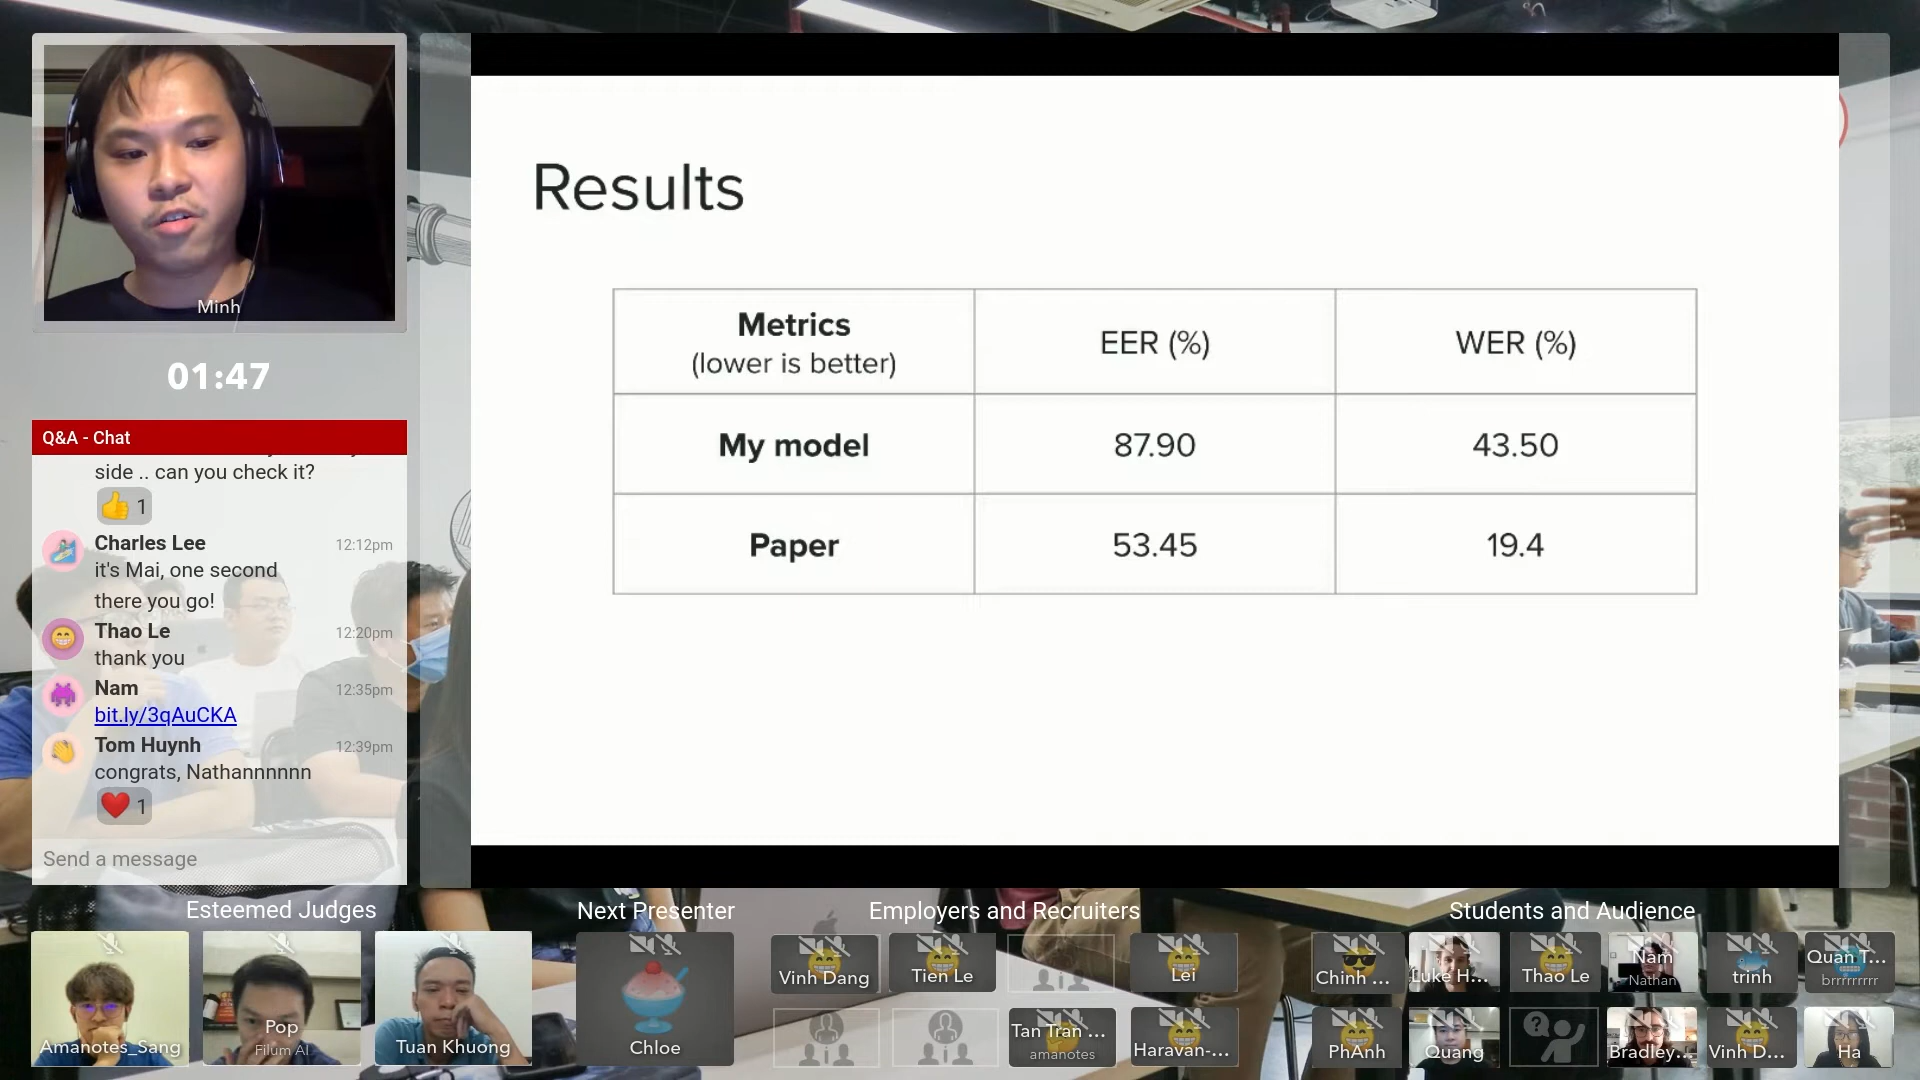 Minh
01:47
Q&A - Chat
side .. can you check it?
👍 1
Charles Lee 12:12pm
it's Mai, one second
there you go!
Thao Le 12:20pm
thank you
Nam 12:35pm
bit.ly/3qAuCKA
Tom Huynh 12:39pm
congrats, Nathannnnnn
❤️ 1
Send a message
Results
Metrics
(lower is better)
EER (%)
WER (%)
My model
87.90
43.50
Paper
53.45
19.4
Esteemed Judges
Amanotes_Sang
Pop
Filum AI
Tuan Khuong
Next Presenter
Chloe
Employers and Recruiters
Vinh Dang
Tien Le
Lei
Tan Tran ...
amanotes
Haravan-...
Students and Audience
Chinh ...
Luke H...
Thao Le
Nam
Nathan
trinh
Quan T...
brrrrrrrrr
PhAnh
Quang
Bradley...
Vinh D...
Ha